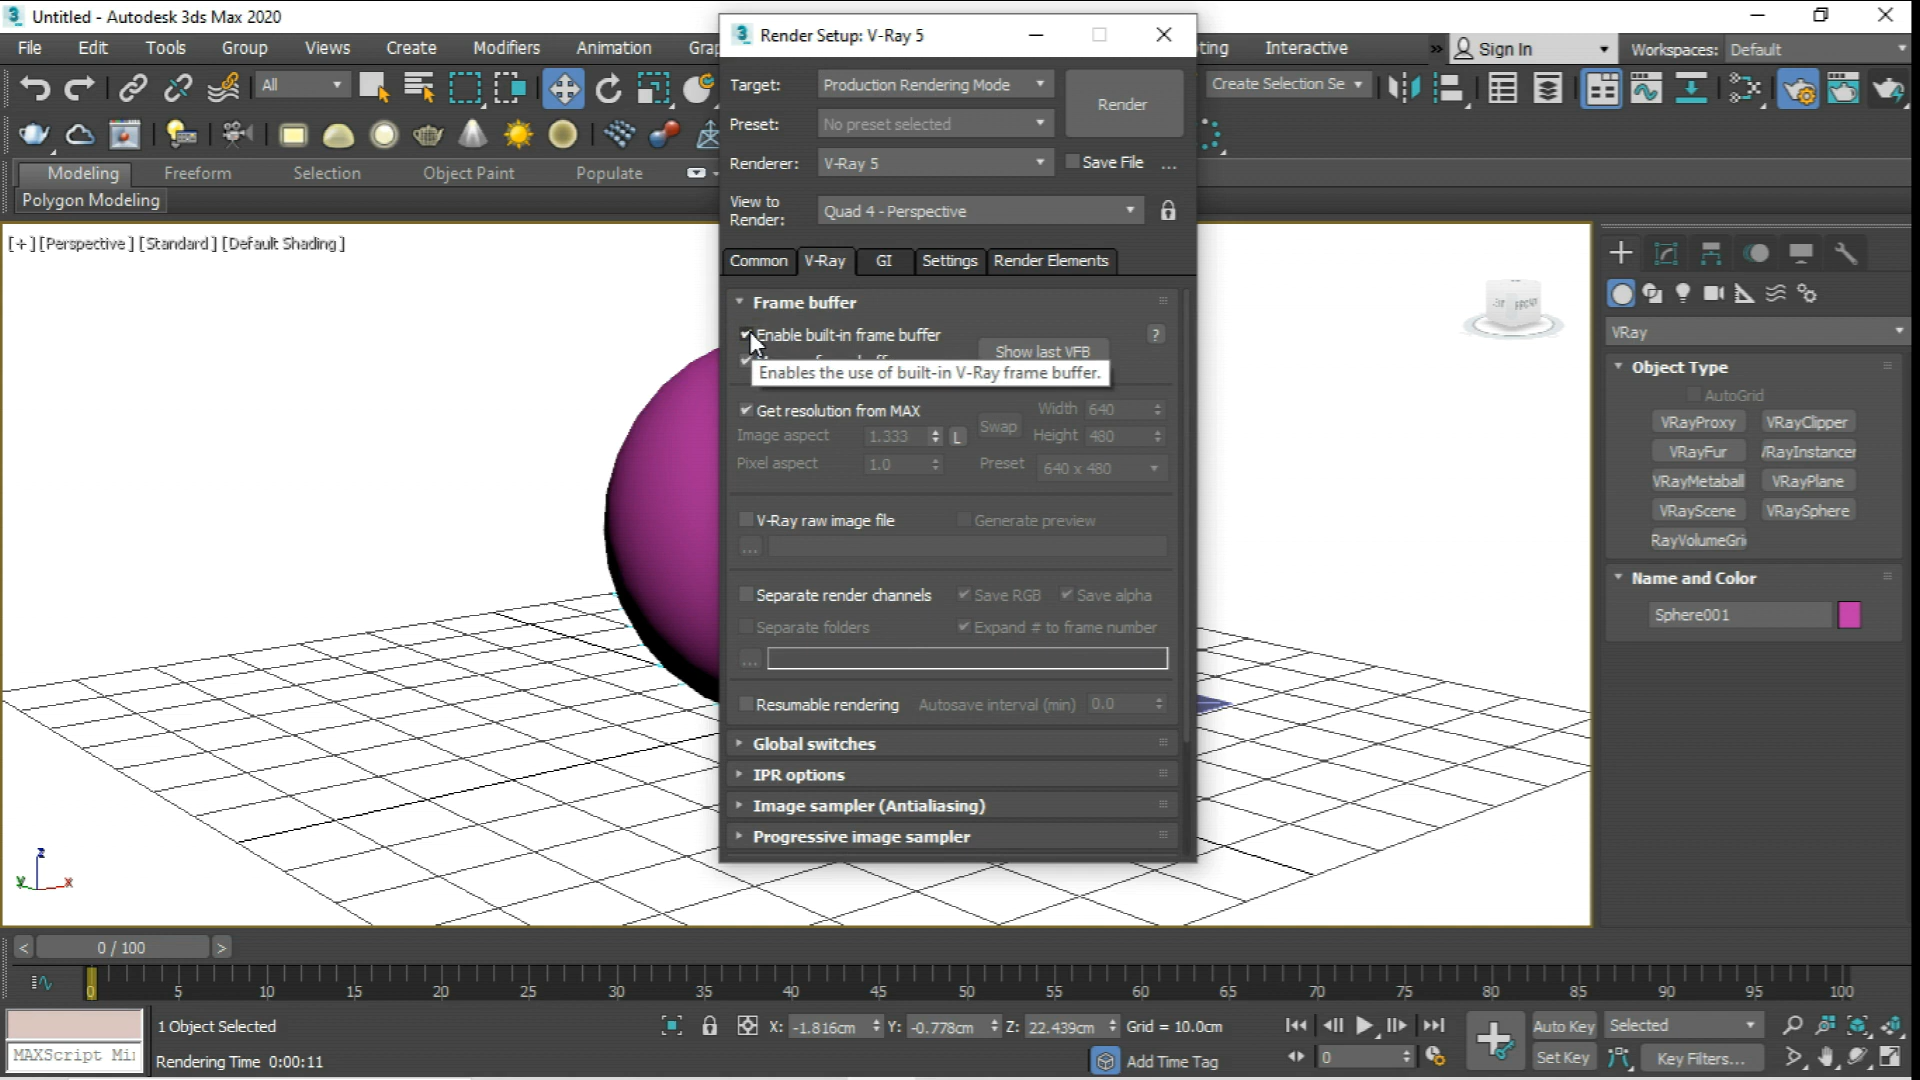 Untitled - Autodesk 3ds Max 2020
File Edit Tools Group Views Create Modifiers Animation Interactive Sign In Workspaces: Default
All Create Selection Se
Modeling Freeform Selection Object Paint Populate
Polygon Modeling
[+] [Perspective] [Standard] [Default Shading]
Render Setup: V-Ray 5
Target: Production Rendering Mode
Render
Preset: No preset selected
Renderer: V-Ray 5 Save File ...
View to
Render: Quad 4 - Perspective
Common V-Ray GI Settings Render Elements
Frame buffer
Enable built-in frame buffer ?
Show last VFB
Enables the use of built-in V-Ray frame buffer.
Get resolution from MAX Width 640
Image aspect 1.333 L Swap Height 480
Pixel aspect 1.0 Preset 640 x 480
V-Ray raw image file Generate preview
...
Separate render channels Save RGB Save alpha
Separate folders Expand # to frame number
...
Resumable rendering Autosave interval (min) 0.0
Global switches
IPR options
Image sampler (Antialiasing)
Progressive image sampler
FRONT
VRay
Object Type
AutoGrid
VRayProxy VRayClipper
VRayFur /RayInstancer
VRayMetaball VRayPlane
VRayScene VRaySphere
RayVolumeGri
Name and Color
Sphere001
z
y x
< 0 / 100 >
0 5 10 15 20 25 30 35 40 45 50 55 60 65 70 75 80 85 90 95 100
1 Object Selected X: -1.816cm Y: -0.778cm Z: 22.439cm Grid = 10.0cm Auto Key Selected
MAXScript Mi
Rendering Time 0:00:11 Add Time Tag 0 Set Key Key Filters...